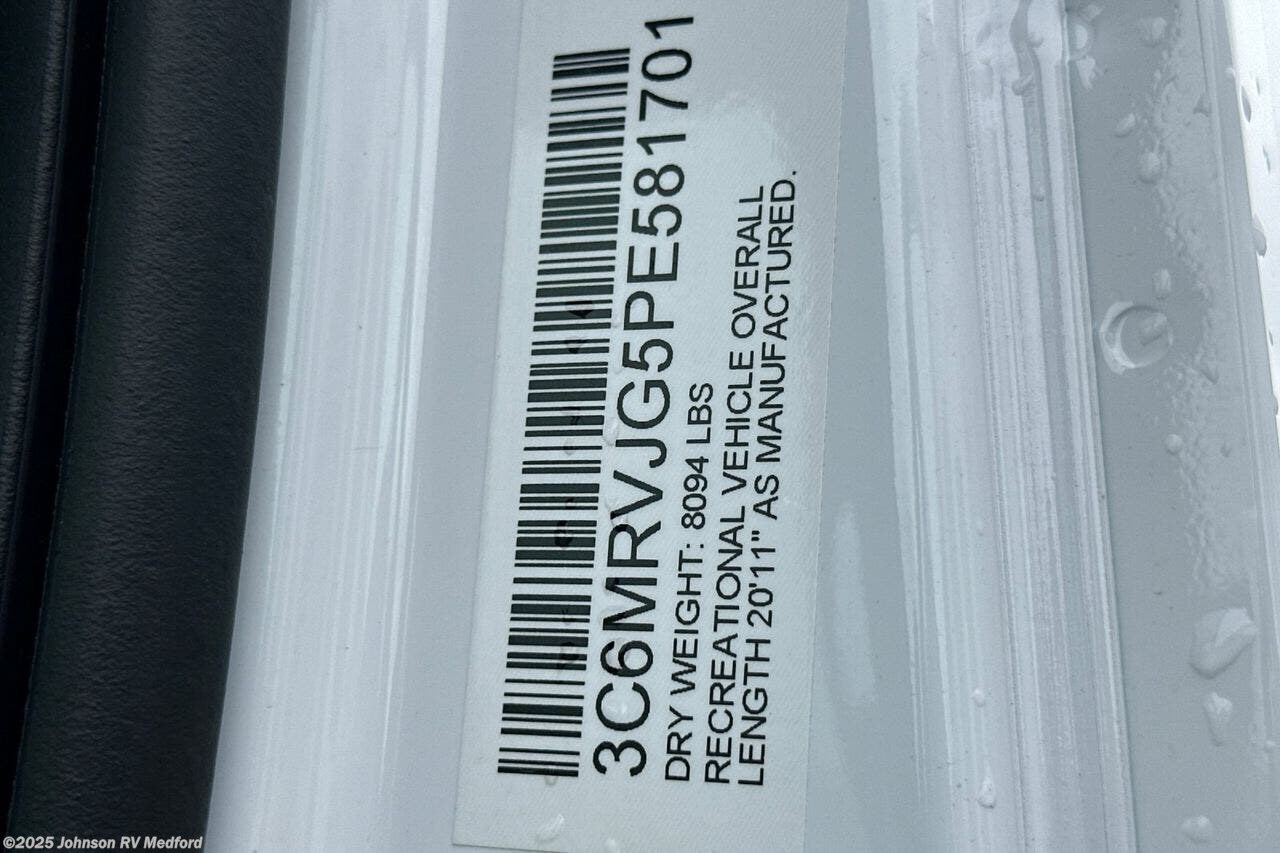 3C6MRVJG5PE581701
DRY WEIGHT: 8094 LBS
RECREATIONAL VEHICLE OVERALL
LENGTH 20'11" AS MANUFACTURED.
©2025 Johnson RV Medford